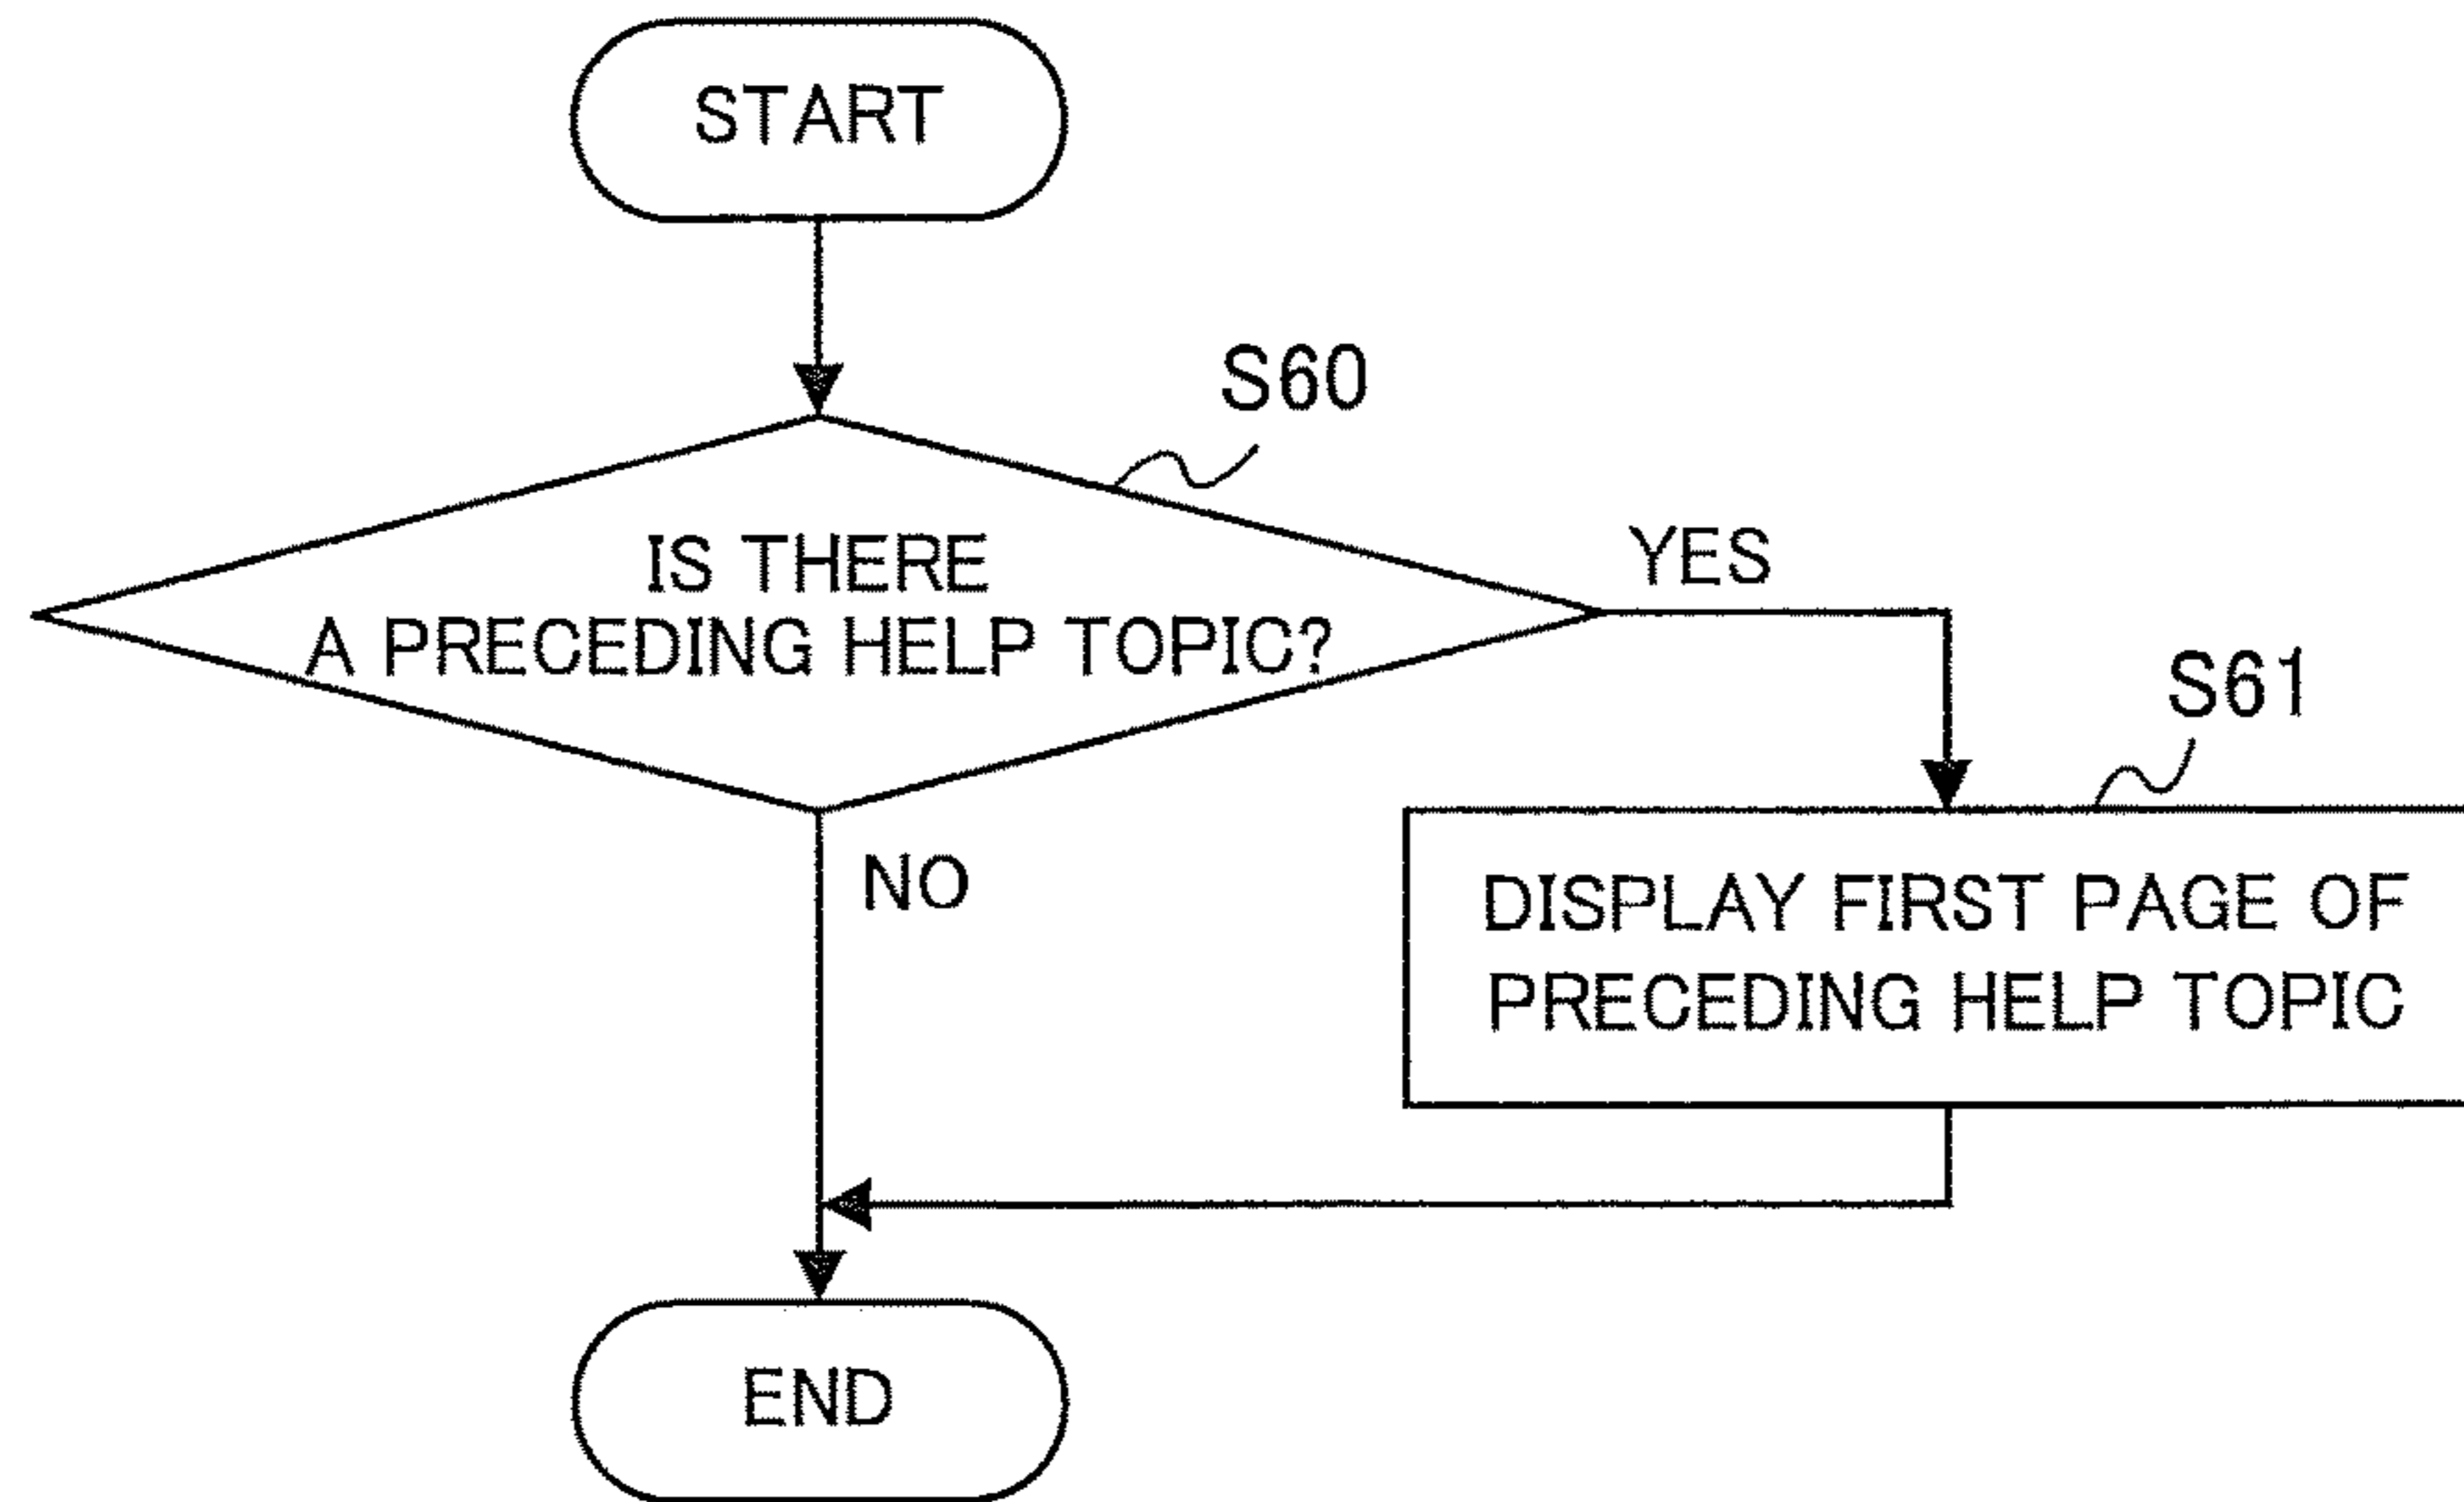 START
S60
IS THERE
A PRECEDING HELP TOPIC?
YES
S61
NO
DISPLAY FIRST PAGE OF
PRECEDING HELP TOPIC
END